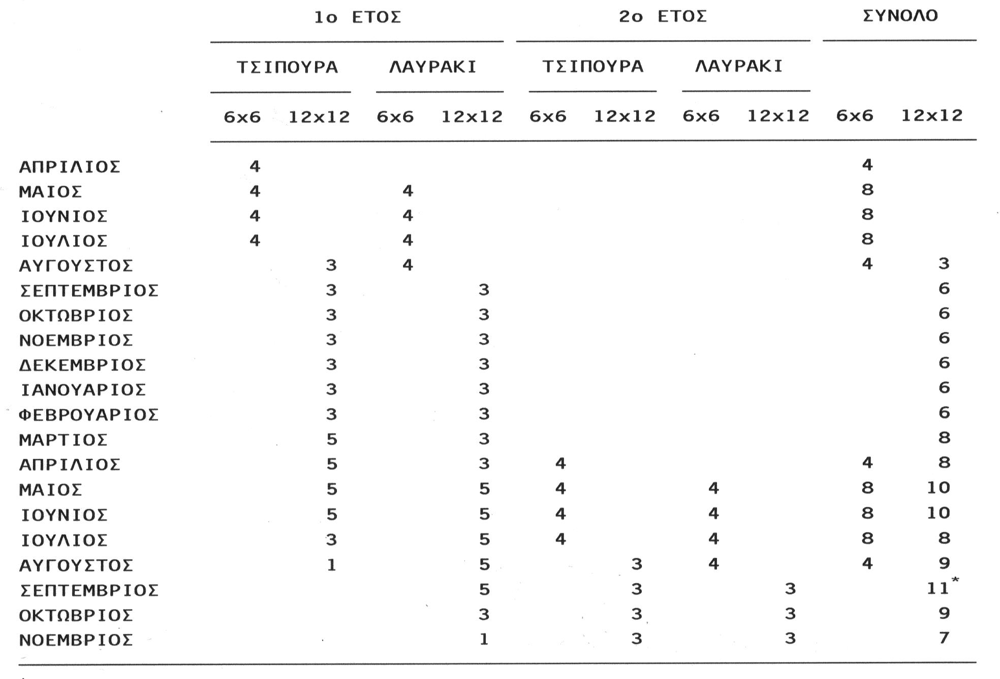 1ο ΕΤΟΣ 2ο ΕΤΟΣ ΣΥΝΟΛΟ
ΤΣΙΠΟΥΡΑ ΛΑΥΡΑΚΙ ΤΣΙΠΟΥΡΑ ΛΑΥΡΑΚΙ
6x6 12x12 6x6 12x12 6x6 12x12 6x6 12x12 6x6 12x12
ΑΠΡΙΛΙΟΣ 4 4
ΜΑΙΟΣ 4 4 8
ΙΟΥΝΙΟΣ 4 4 8
ΙΟΥΛΙΟΣ 4 4 8
ΑΥΓΟΥΣΤΟΣ 3 4 4 3
ΣΕΠΤΕΜΒΡΙΟΣ 3 3 6
ΟΚΤΩΒΡΙΟΣ 3 3 6
ΝΟΕΜΒΡΙΟΣ 3 3 6
ΔΕΚΕΜΒΡΙΟΣ 3 3 6
ΙΑΝΟΥΑΡΙΟΣ 3 3 6
ΦΕΒΡΟΥΑΡΙΟΣ 3 3 6
ΜΑΡΤΙΟΣ 5 3 8
ΑΠΡΙΛΙΟΣ 5 3 4 4 8
ΜΑΙΟΣ 5 5 4 4 8 10
ΙΟΥΝΙΟΣ 5 5 4 4 8 10
ΙΟΥΛΙΟΣ 3 5 4 4 8 8
ΑΥΓΟΥΣΤΟΣ 1 5 3 4 4 9
ΣΕΠΤΕΜΒΡΙΟΣ 5 3 3 11*
ΟΚΤΩΒΡΙΟΣ 3 3 3 9
ΝΟΕΜΒΡΙΟΣ 1 3 3 7